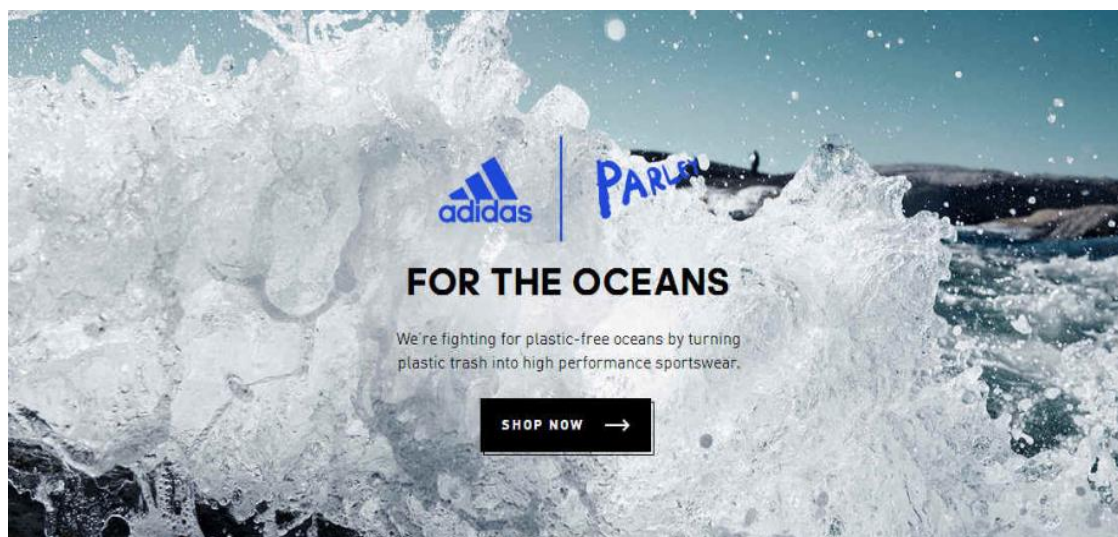 adidas
PARLEY
FOR THE OCEANS
We're fighting for plastic-free oceans by turning
plastic trash into high performance sportswear.
SHOP NOW